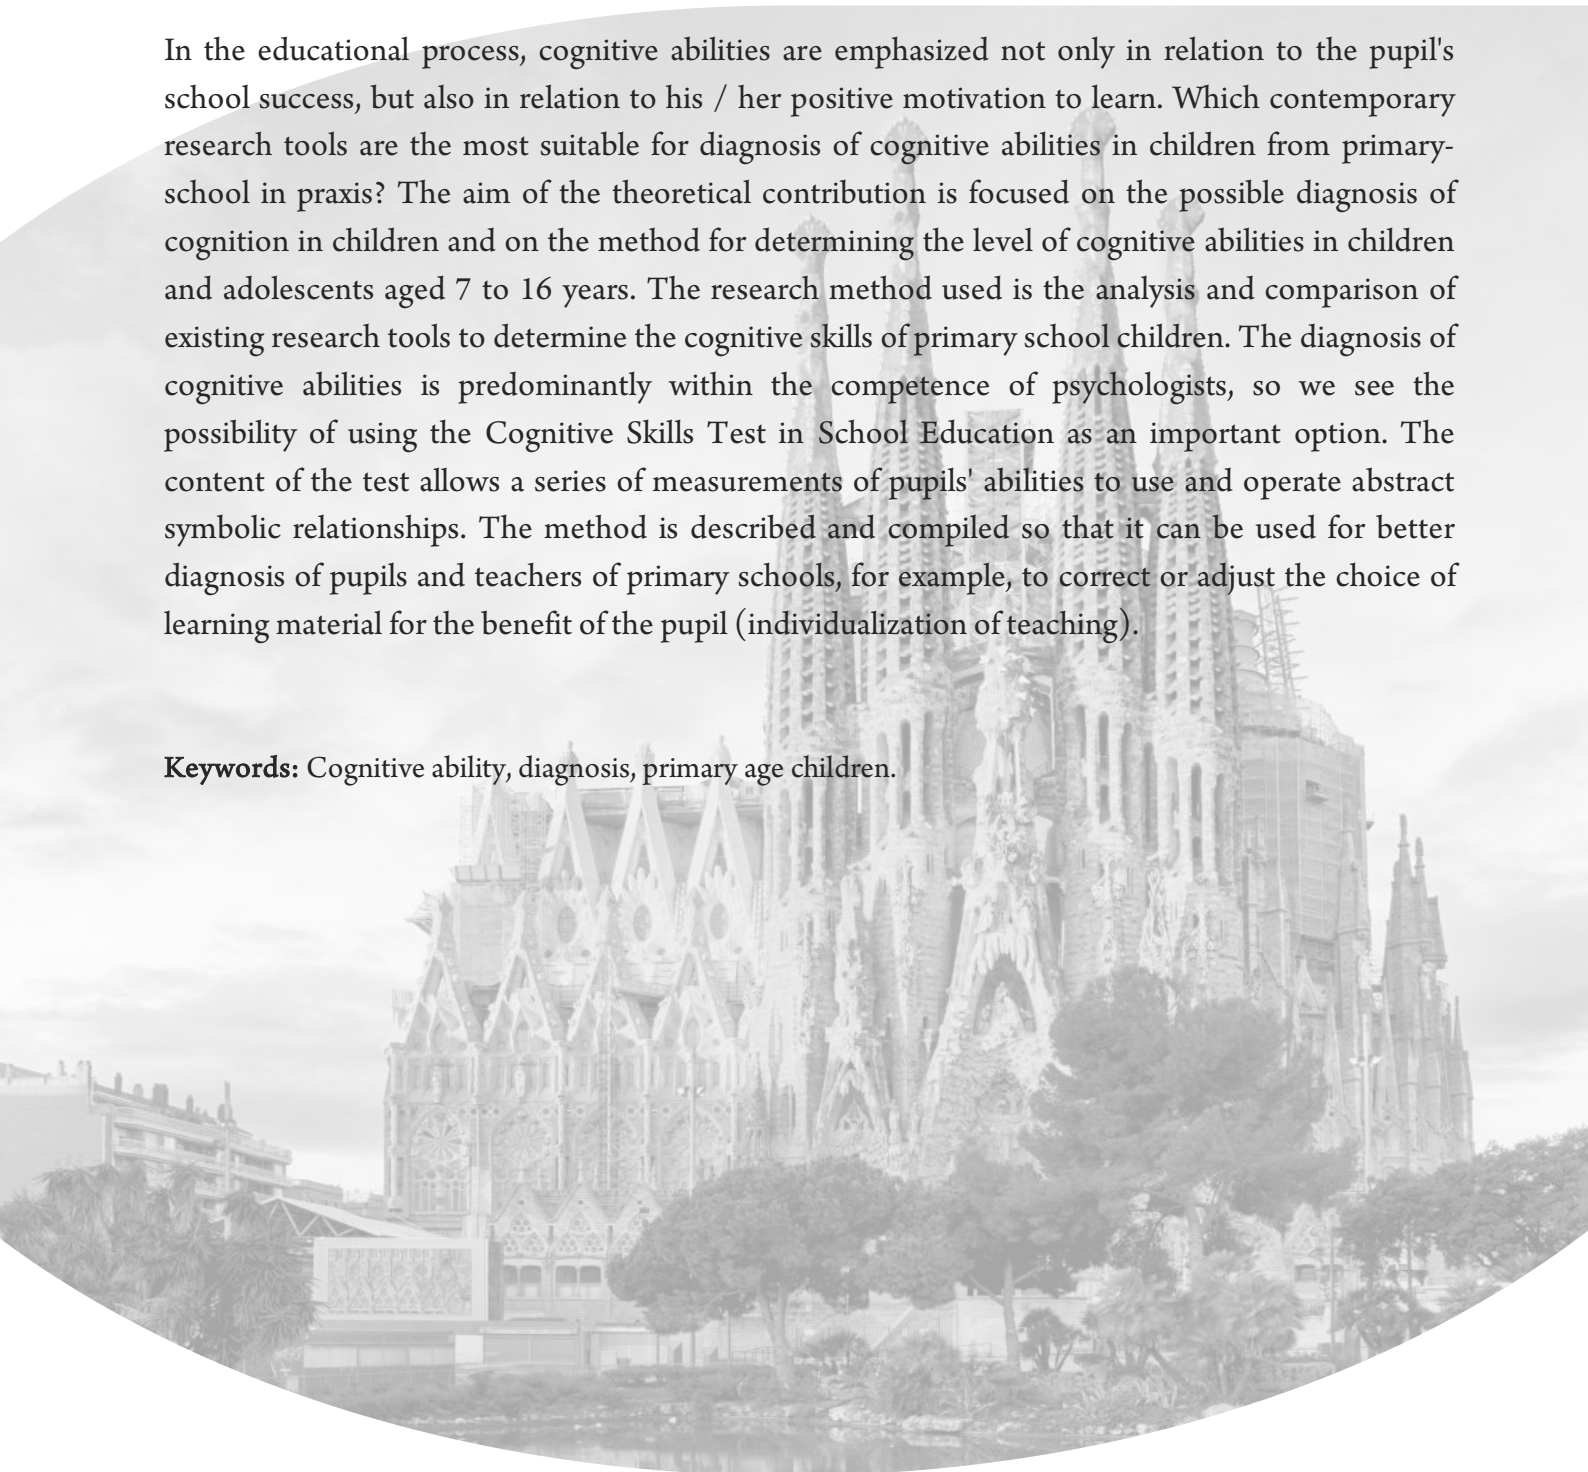 In the educational process, cognitive abilities are emphasized not only in relation to the pupil's
school success, but also in relation to his / her positive motivation to learn. Which contemporary
research tools are the most suitable for diagnosis of cognitive abilities in children from primary-
school in praxis? The aim of the theoretical contribution is focused on the possible diagnosis of
cognition in children and on the method for determining the level of cognitive abilities in children
and adolescents aged 7 to 16 years. The research method used is the analysis and comparison of
existing research tools to determine the cognitive skills of primary school children. The diagnosis of
cognitive abilities is predominantly within the competence of psychologists, so we see the
possibility of using the Cognitive Skills Test in School Education as an important option. The
content of the test allows a series of measurements of pupils' abilities to use and operate abstract
symbolic relationships. The method is described and compiled so that it can be used for better
diagnosis of pupils and teachers of primary schools, for example, to correct or adjust the choice of
learning material for the benefit of the pupil (individualization of teaching).
Keywords: Cognitive ability, diagnosis, primary age children.